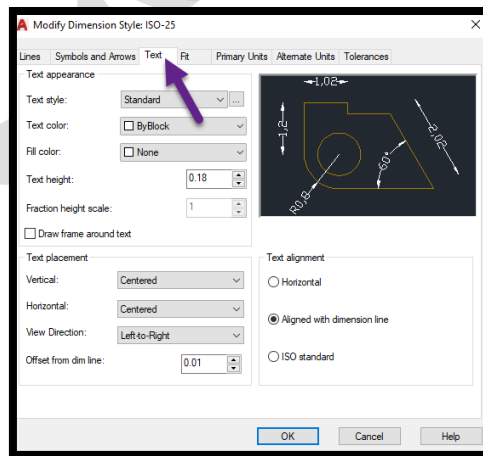 Modify Dimension Style: ISO-25
Lines Symbols and Arrows Text Fit Primary Units Alternate Units Tolerances
Text appearance
Text style: Standard ...
Text color: ByBlock
Fill color: None
Text height: 0.18
Fraction height scale: 1
Draw frame around text
1,02
1,2
2,02
60°
R0,8
Text placement
Vertical: Centered
Horizontal: Centered
View Direction: Left-to-Right
Offset from dim line: 0.01
Text alignment
Horizontal
Aligned with dimension line
ISO standard
OK Cancel Help